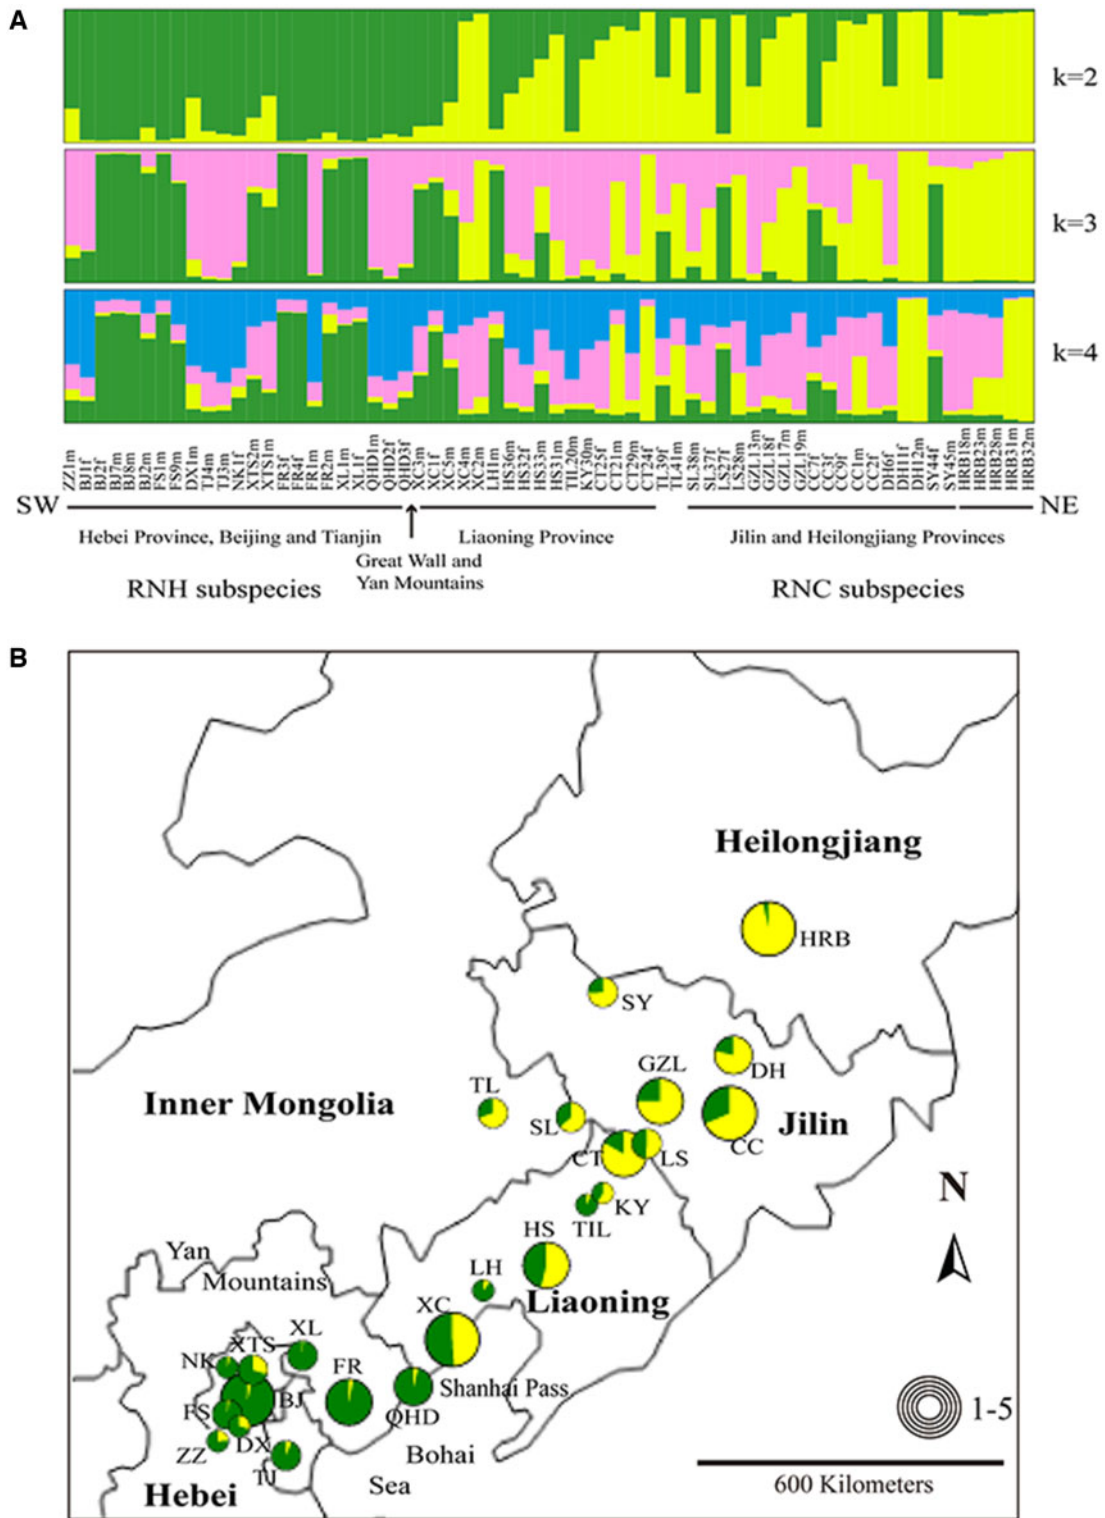 A
k=2
k=3
k=4
ZZ1m BJ1f BJ2f BJ7m BJ8m BJ2m FS1m FS9m DX1m TJ4m TJ3m NK1f XTS2m XTS1m FR3f FR4f FR1m FR2m XL1m XL1f QHD1m QHD2f QHD3f XC3m XC1f XC5m XC4m XC2m LH1m HS36m HS32f HS33m HS31m TIL20m KY30m CT25f CT21m CT29m CT24f TL39f TL41m SL38m SL37f LS27f LS28m GZL13m GZL18f GZL17m GZL19m CC7f CC3m CC9f CC1m CC2f DH6f DH11f DH12m SY44f SY45m HRB18m HRB23m HRB28m HRB31m HRB32m
SW NE
Hebei Province, Beijing and Tianjin
Great Wall and
Yan Mountains
Liaoning Province
Jilin and Heilongjiang Provinces
RNH subspecies RNC subspecies
B
Heilongjiang
HRB
SY
GZL
DH
TL
Inner Mongolia
SL
Jilin
CC
CT
LS
N
KY
TIL
HS
Yan
Mountains
LH
Liaoning
XC
XL
XTS
NK
FR
Shanhai Pass
BJ
FS
QHD
1-5
DX
ZZ
Bohai
TJ
Sea
Hebei
600 Kilometers